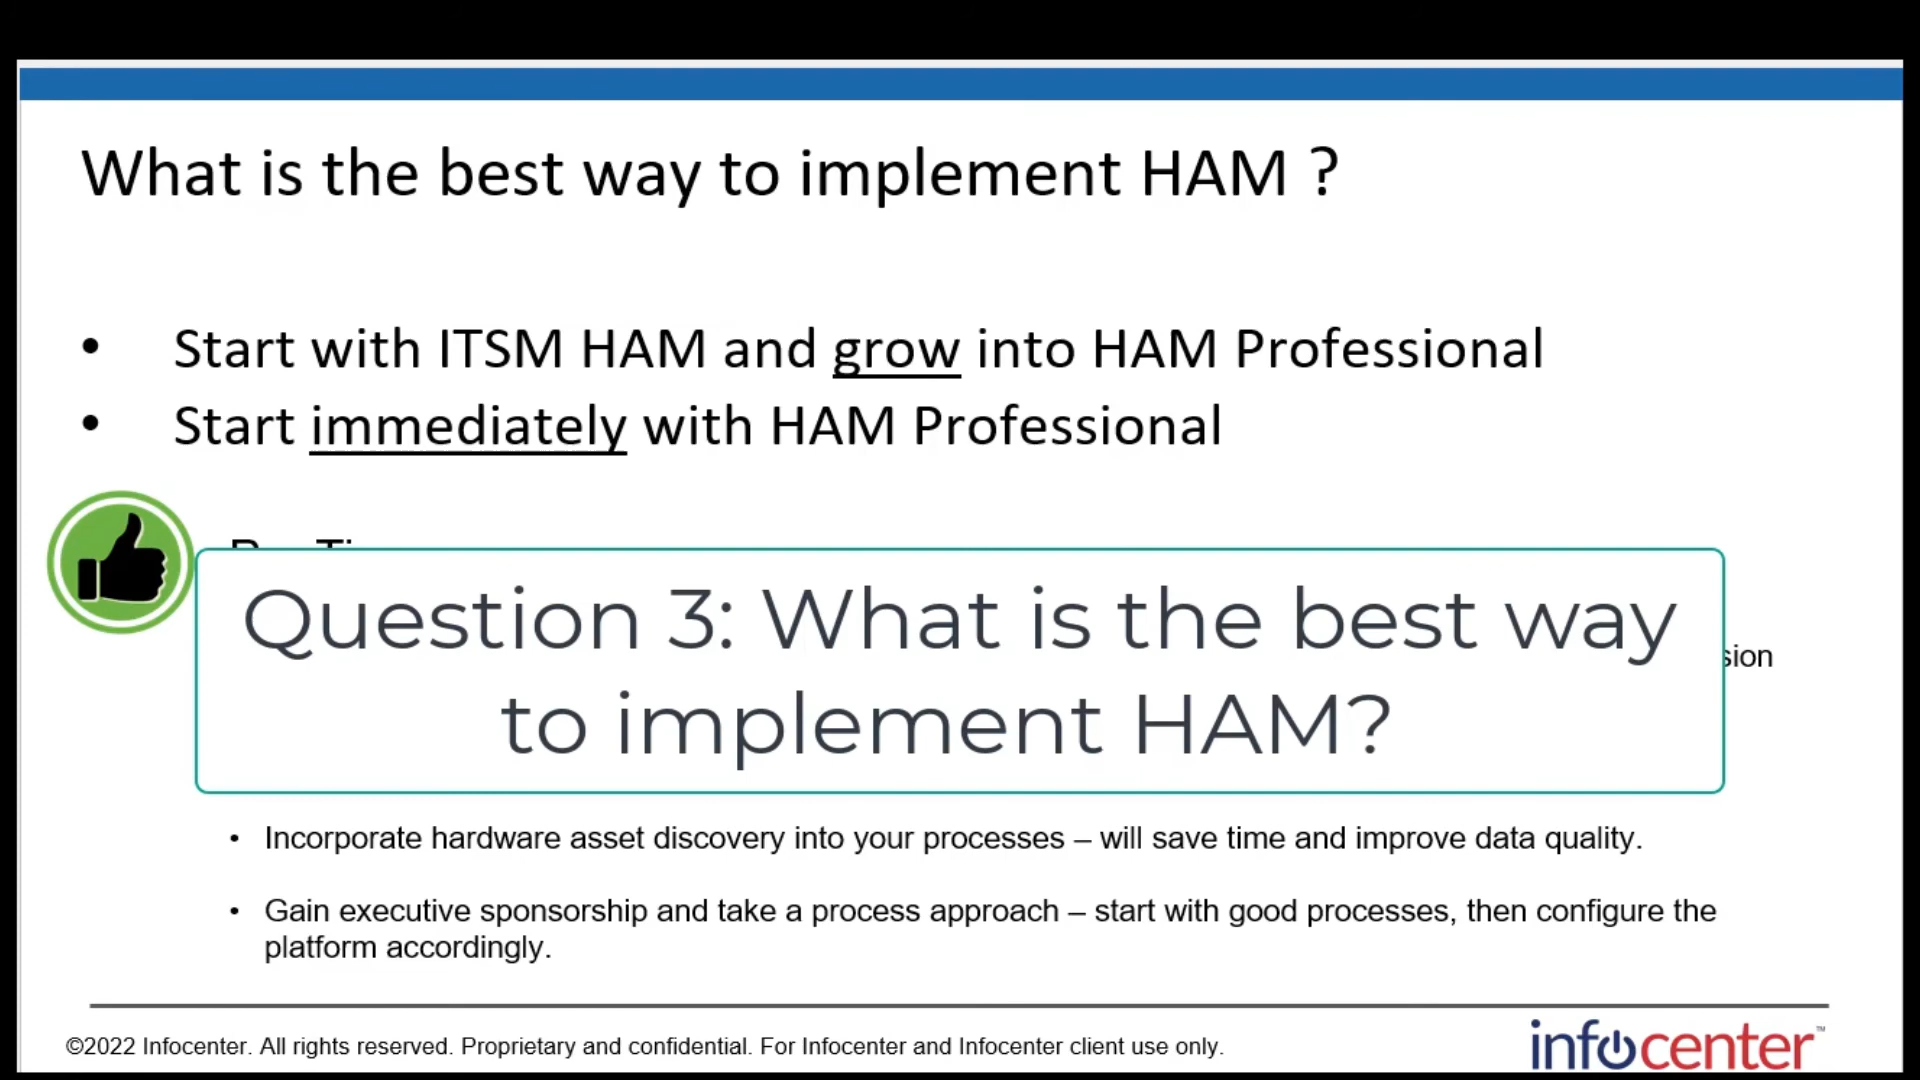 What is the best way to implement HAM ?
• Start with ITSM HAM and grow into HAM Professional
• Start immediately with HAM Professional
Question 3: What is the best way
to implement HAM?
• Incorporate hardware asset discovery into your processes – will save time and improve data quality.
• Gain executive sponsorship and take a process approach – start with good processes, then configure the
platform accordingly.
©2022 Infocenter. All rights reserved. Proprietary and confidential. For Infocenter and Infocenter client use only.
infocenter™